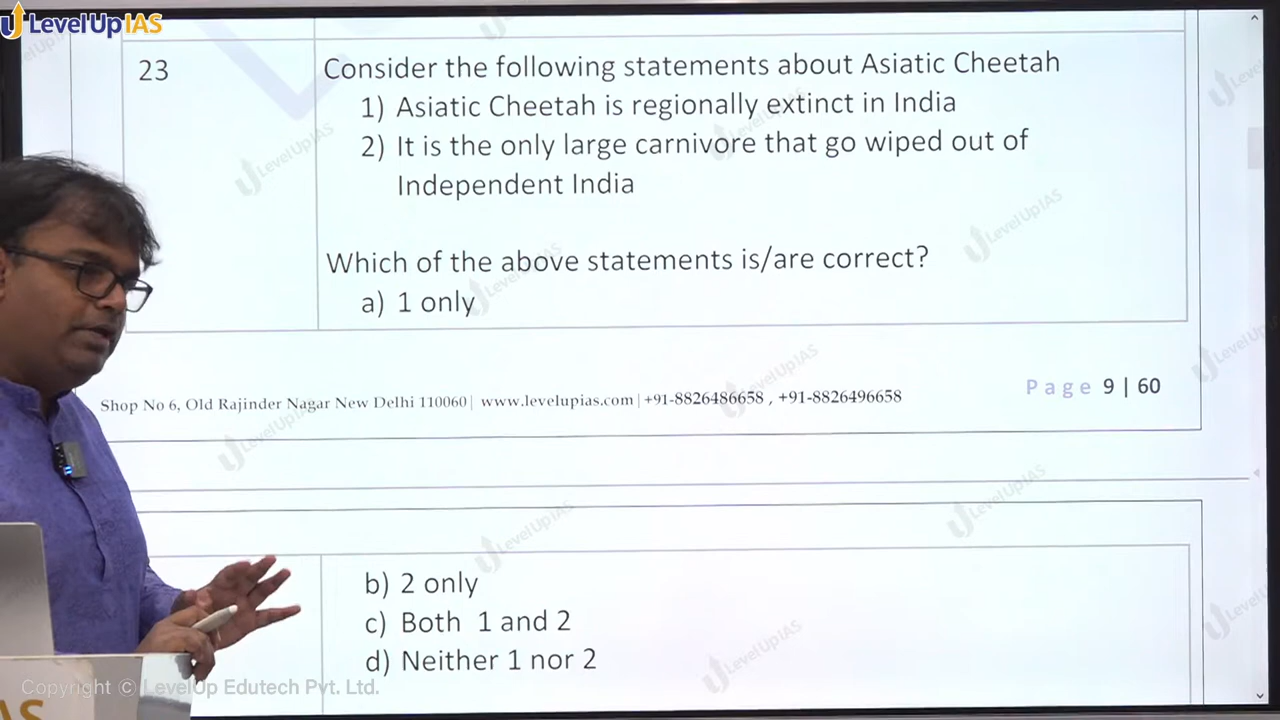 LevelUpIAS
23
Consider the following statements about Asiatic Cheetah
1) Asiatic Cheetah is regionally extinct in India
2) It is the only large carnivore that go wiped out of
Independent India
Which of the above statements is/are correct?
a) 1 only
Shop No 6, Old Rajinder Nagar New Delhi 110060 | www.levelupias.com | +91-8826486658 , +91-8826496658
Page 9 | 60
b) 2 only
c) Both 1 and 2
d) Neither 1 nor 2
Copyright © LevelUp Edutech Pvt. Ltd.
AS